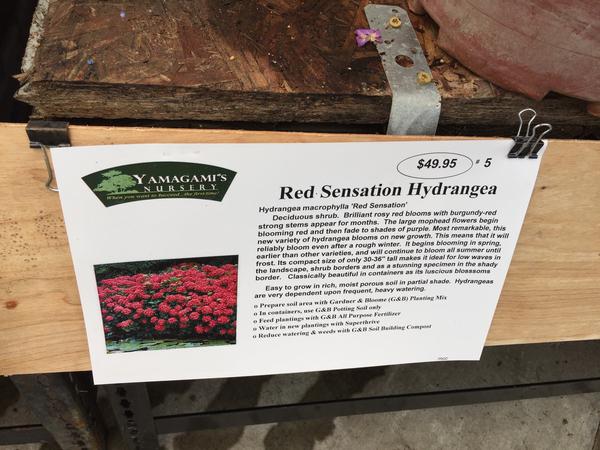 YAMAGAMI'S
NURSERY
When you want to succeed...the first time!
$49.95 # 5
Red Sensation Hydrangea
Hydrangea macrophylla 'Red Sensation'
Deciduous shrub. Brilliant rosy red blooms with burgundy-red
strong stems appear for months. The large mophead flowers begin
blooming red and then fade to shades of purple. Most remarkable, this
new variety of hydrangea blooms on new growth. This means that it will
reliably bloom even after a rough winter. It begins blooming in spring,
earlier than other varieties, and will continue to bloom all summer until
frost. Its compact size of only 30-36" tall makes it ideal for low waves in
the landscape, shrub borders and as a stunning specimen in the shady
border. Classically beautiful in containers as its luscious blosssoms
Easy to grow in rich, moist porous soil in partial shade. Hydrangeas
are very dependent upon frequent, heavy watering.
o Prepare soil area with Gardner & Bloome (G&B) Planting Mix
o In containers, use G&B Potting Soil only
o Feed plantings with G&B All Purpose Fertilizer
o Water in new plantings with Superthrive
o Reduce watering & weeds with G&B Soil Building Compost